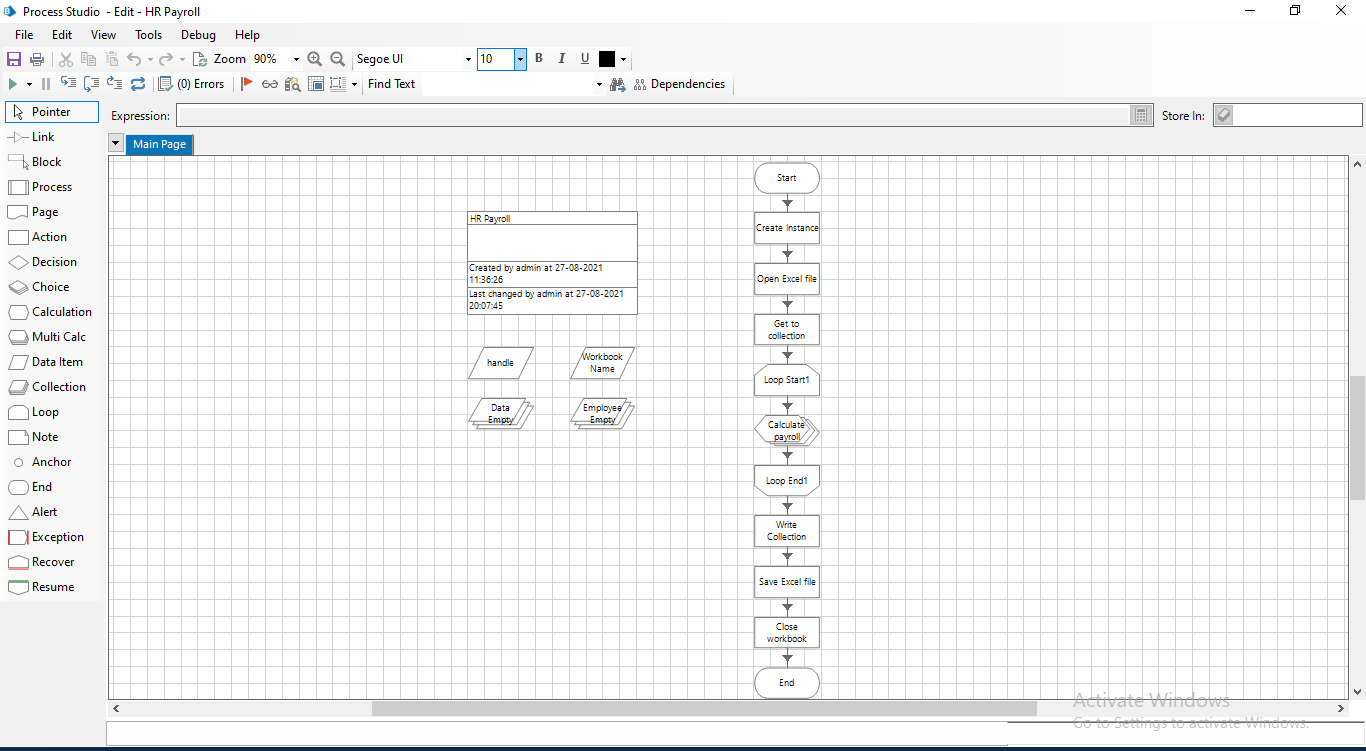 Process Studio - Edit - HR Payroll
File Edit View Tools Debug Help
Zoom 90% Segoe UI 10 B I U
(0) Errors Find Text Dependencies
Pointer
Link
Block
Process
Page
Action
Decision
Choice
Calculation
Multi Calc
Data Item
Collection
Loop
Note
Anchor
End
Alert
Exception
Recover
Resume
Expression: Store In:
Main Page
HR Payroll
Created by admin at 27-08-2021
11:36:26
Last changed by admin at 27-08-2021
20:07:45
handle
Workbook
Name
Data
Empty
Employee
Empty
Start
Create Instance
Open Excel file
Get to
collection
Loop Start1
Calculate
payroll
Loop End1
Write
Collection
Save Excel file
Close
workbook
End
Activate Windows
Go to Settings to activate Windows.